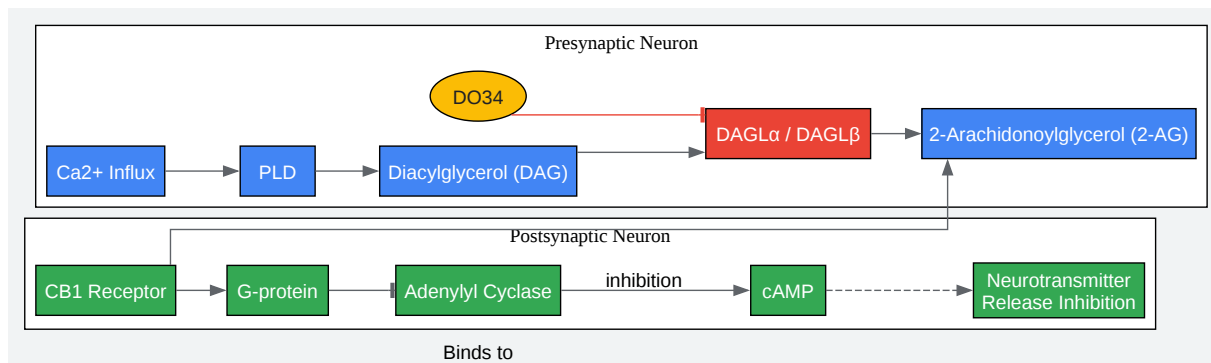 Presynaptic Neuron
DO34
DAGLα / DAGLβ
2-Arachidonoylglycerol (2-AG)
Ca2+ Influx
PLD
Diacylglycerol (DAG)
Postsynaptic Neuron
CB1 Receptor
G-protein
Adenylyl Cyclase
inhibition
cAMP
Neurotransmitter
Release Inhibition
Binds to